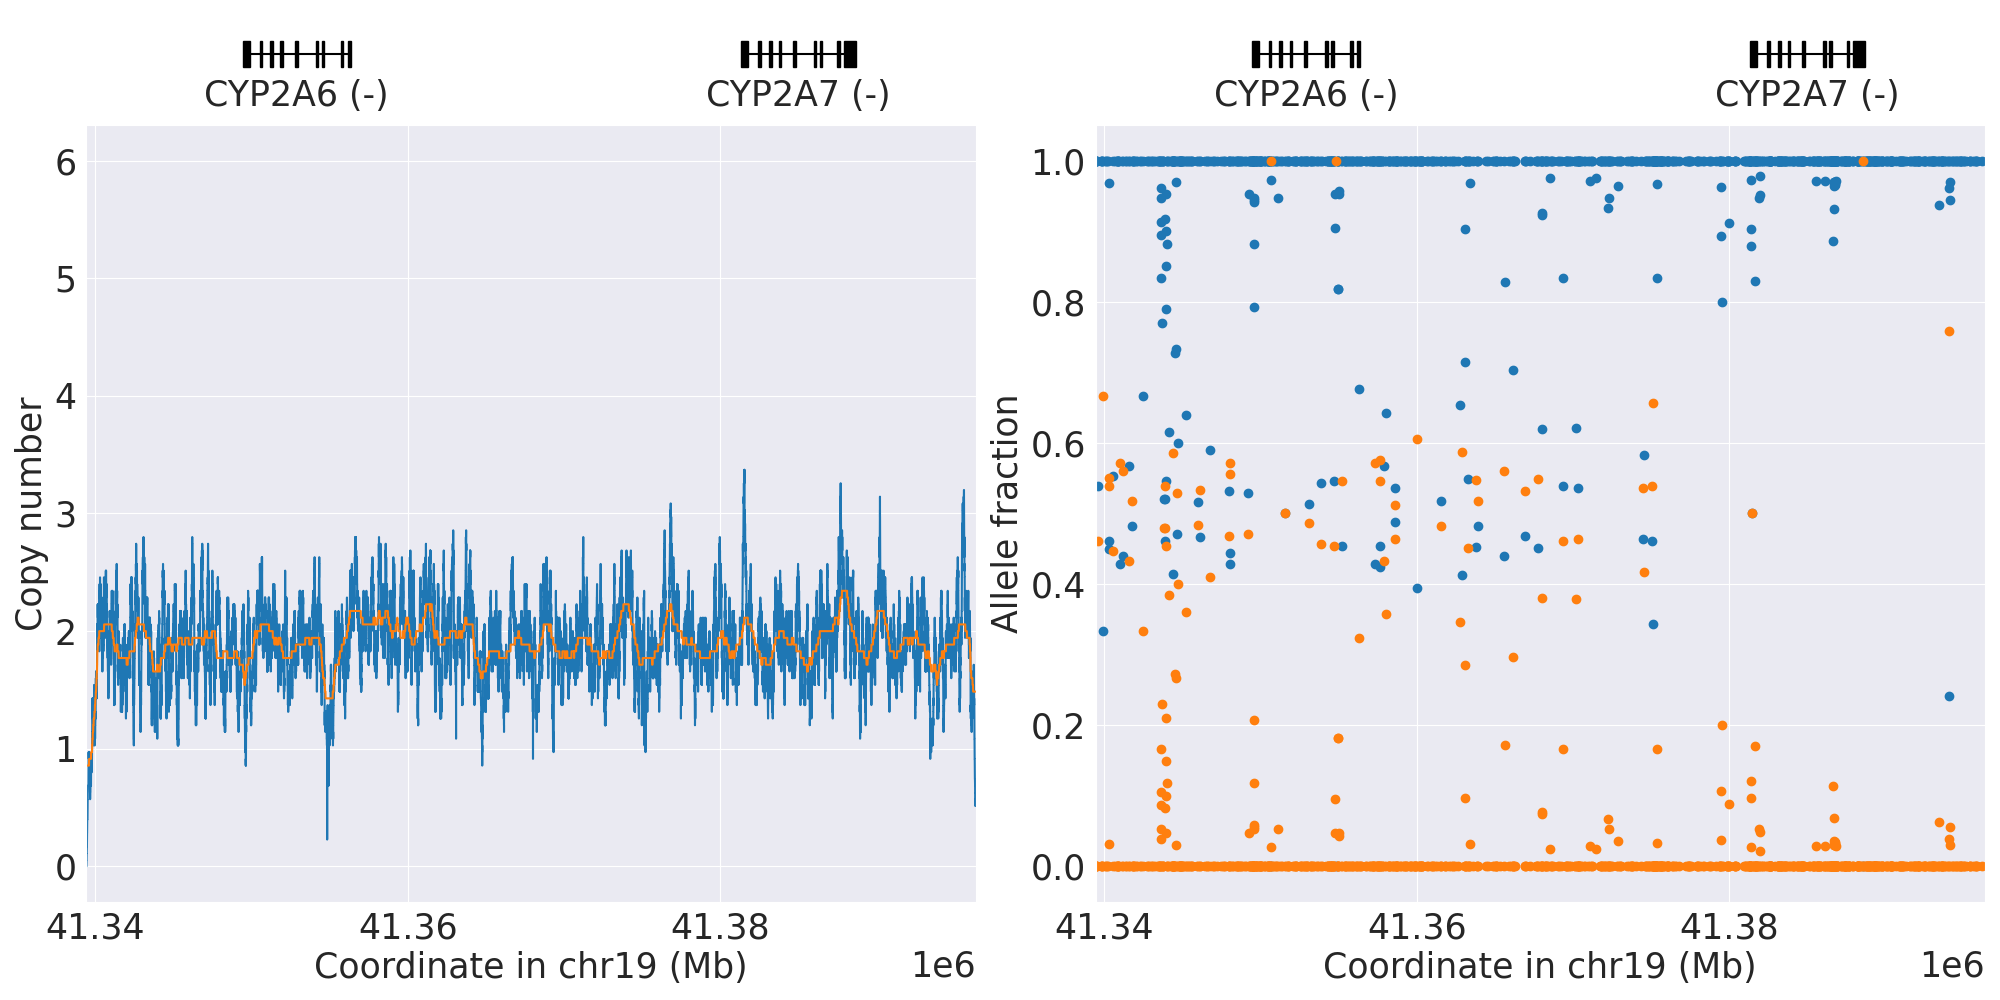 CYP2A6 (-)
CYP2A7 (-)
6
5
4
3
2
1
0
Copy number
41.34
41.36
41.38
Coordinate in chr19 (Mb)
1e6
CYP2A6 (-)
CYP2A7 (-)
1.0
0.8
0.6
0.4
0.2
0.0
Allele fraction
41.34
41.36
41.38
Coordinate in chr19 (Mb)
1e6